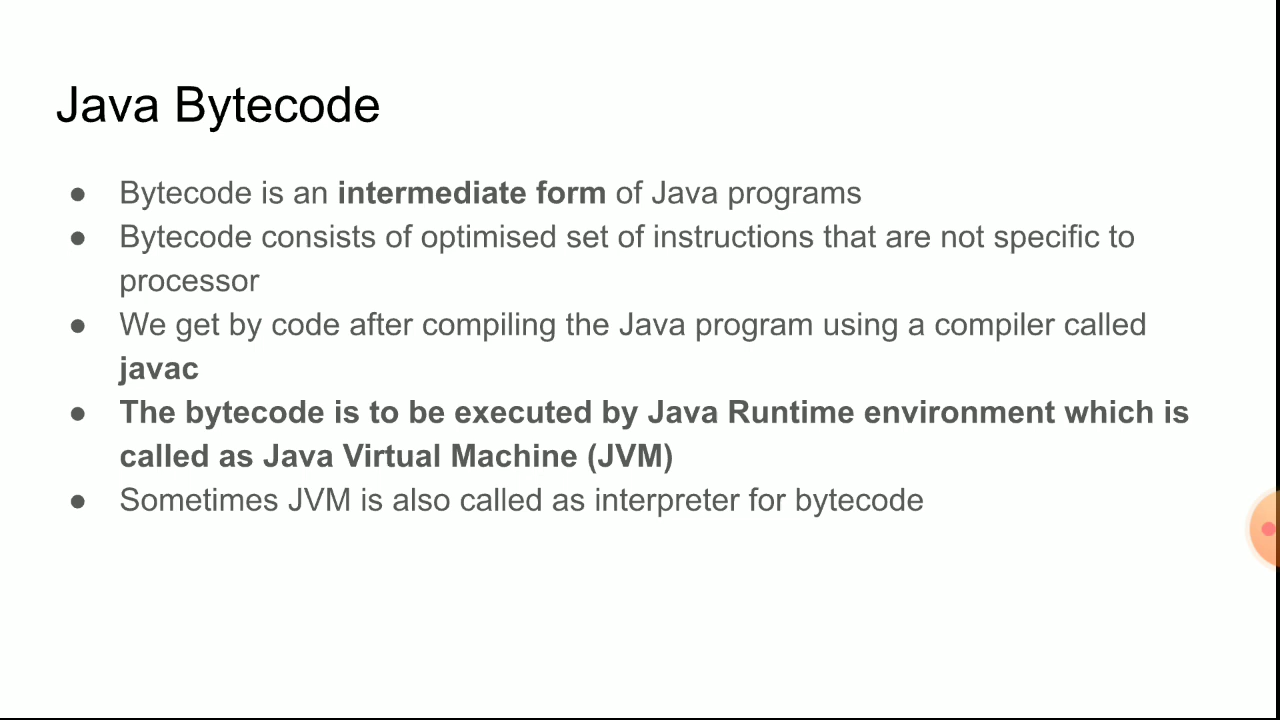 Java Bytecode
● Bytecode is an intermediate form of Java programs
● Bytecode consists of optimised set of instructions that are not specific to
processor
● We get by code after compiling the Java program using a compiler called
javac
● The bytecode is to be executed by Java Runtime environment which is
called as Java Virtual Machine (JVM)
● Sometimes JVM is also called as interpreter for bytecode